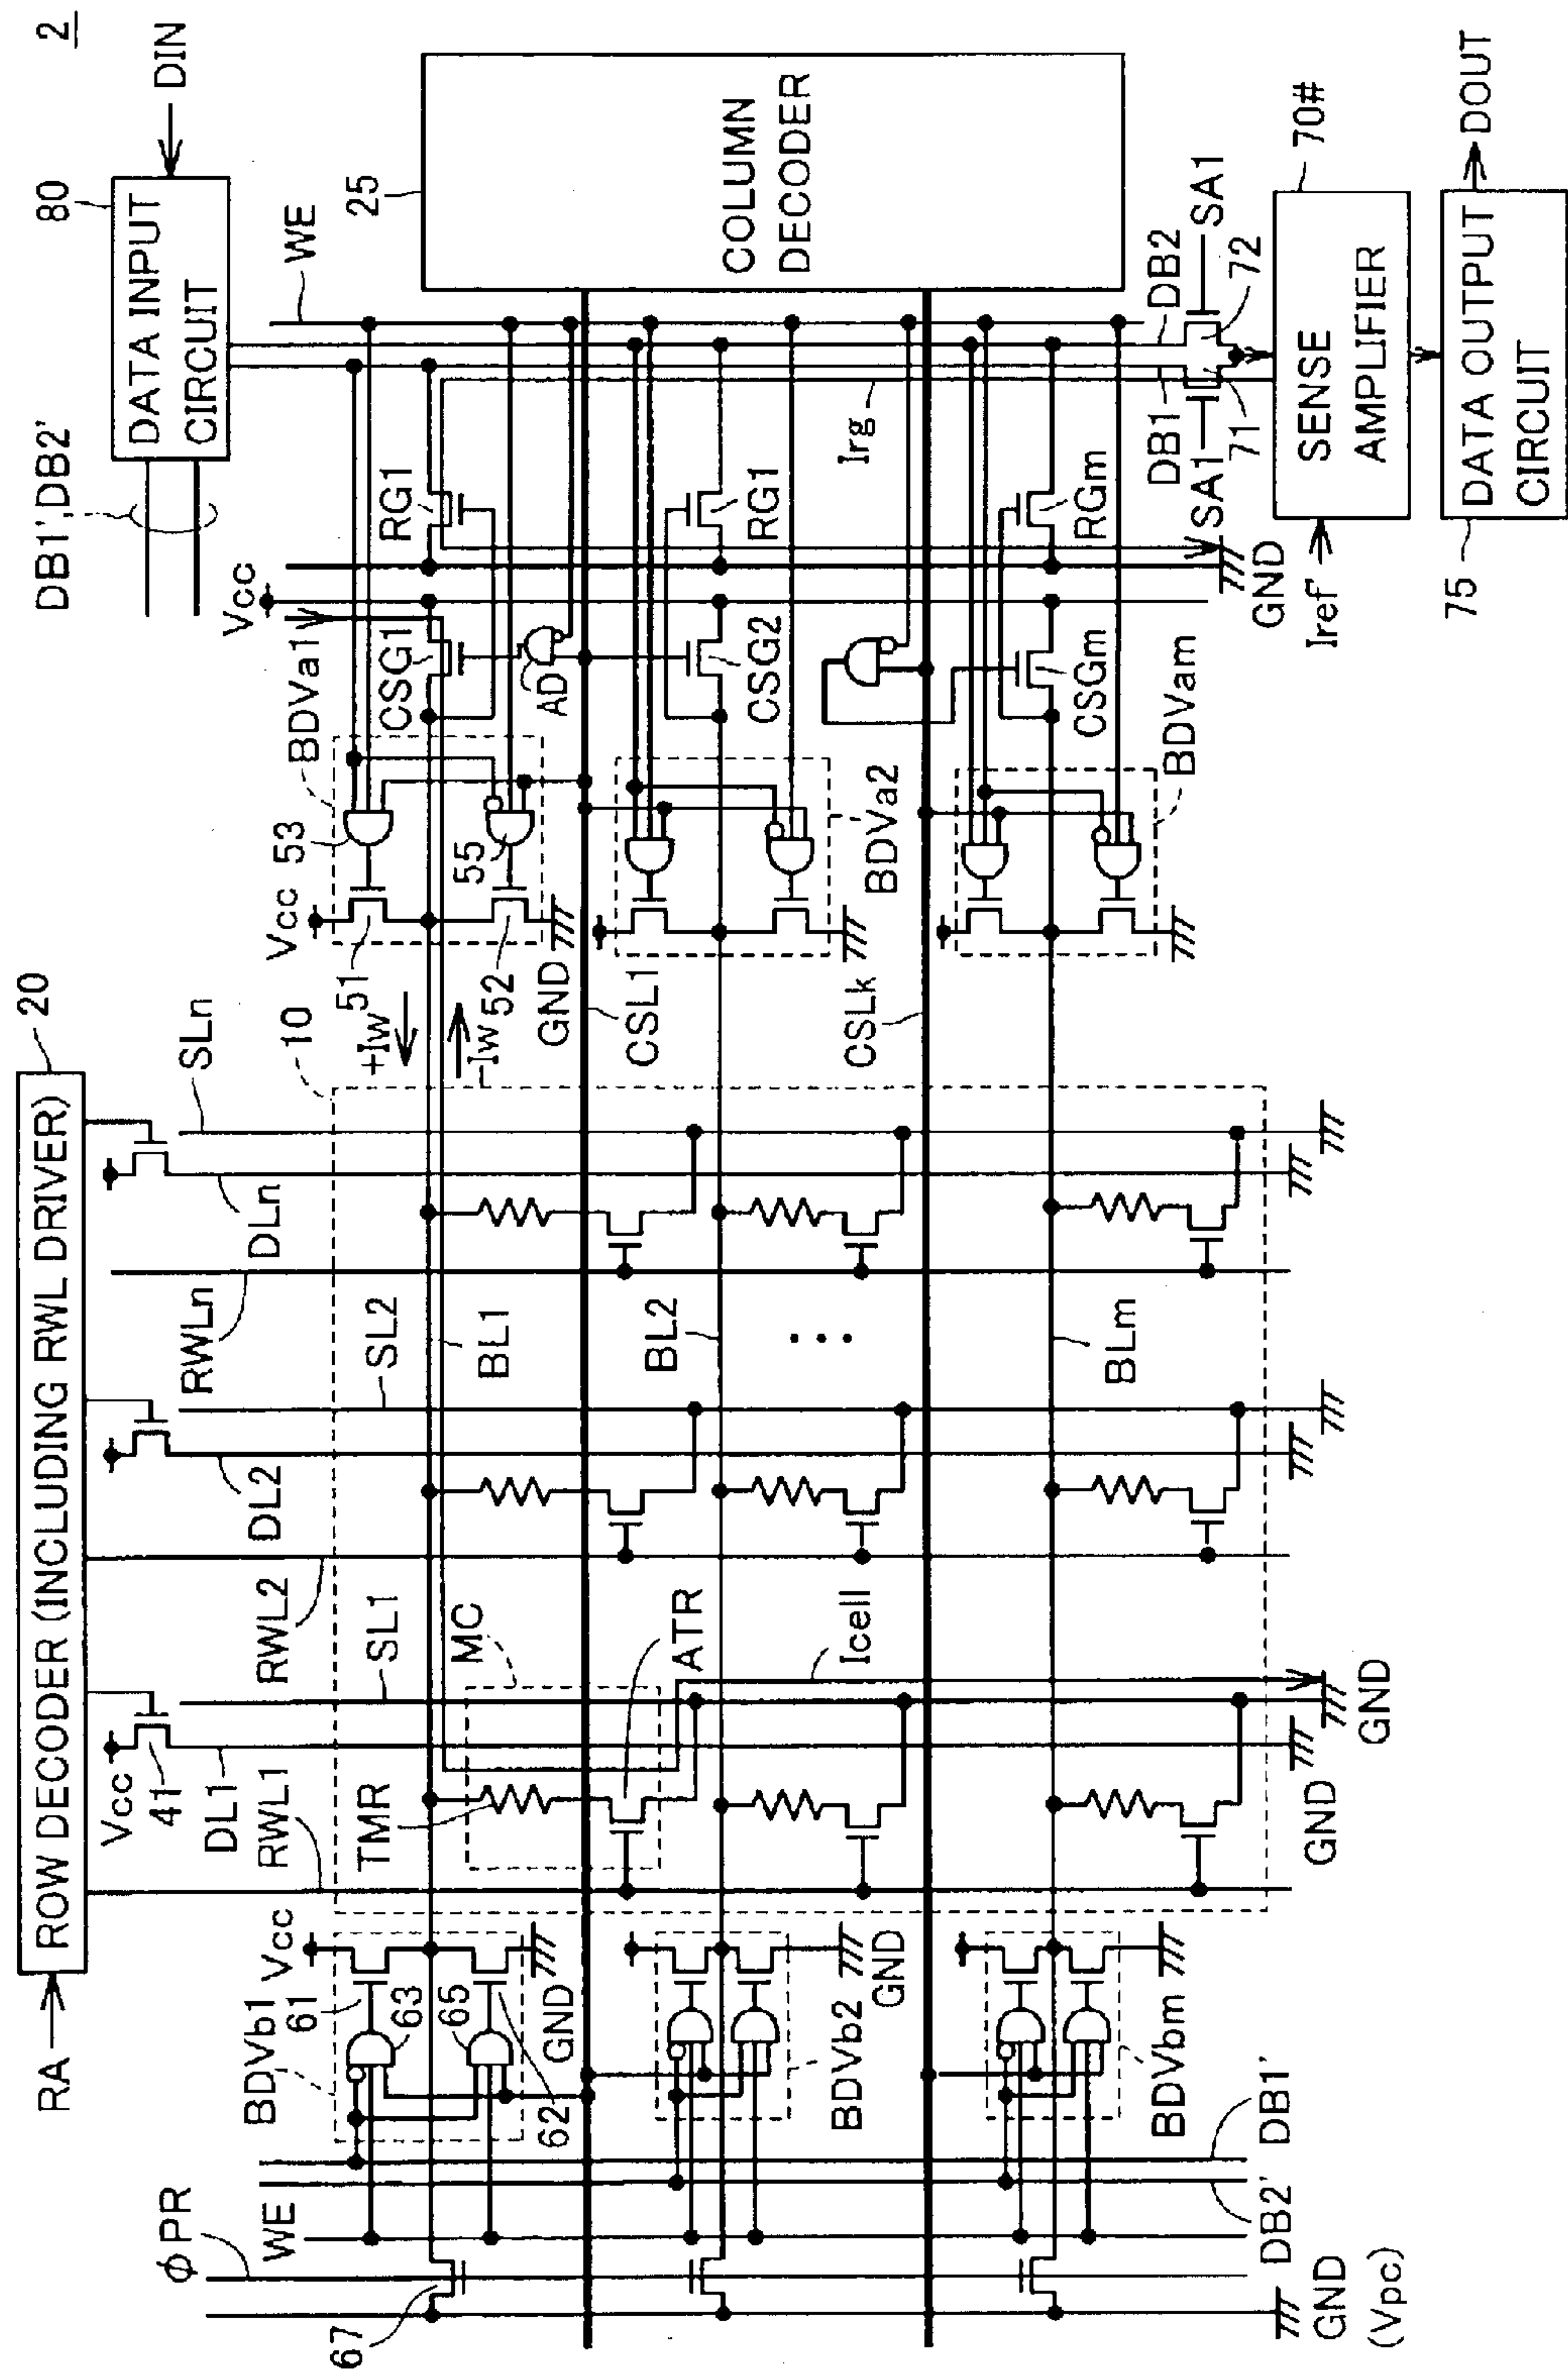 2
DB1',DB2'
80
DATA INPUT
CIRCUIT
DIN
WE
25
COLUMN
DECODER
Vcc
BDVa1
CSG1
RG1
AD
CSG2
RG1
Irg
CSGm
RGm
BDVam
BDVa2
DB1
DB2
SA1
SA1
71
72
GND
Iref
70#
SENSE
AMPLIFIER
75
DATA OUTPUT
CIRCUIT
DOUT
Vcc
53
55
51
52
GND
+Iw
-Iw
CSL1
CSLk
20
ROW DECODER (INCLUDING RWL DRIVER)
RA
10
SLn
DLn
RWLn
SL2
DL2
RWL2
SL1
DL1
RWL1
Vcc
41
BL1
BL2
BLm
MC
TMR
ATR
Icell
GND
GND
BDVb1
61
Vcc
63
65
62
GND
BDVb2
GND
BDVbm
DB1'
DB2'
WE
φPR
67
GND
(Vpc)